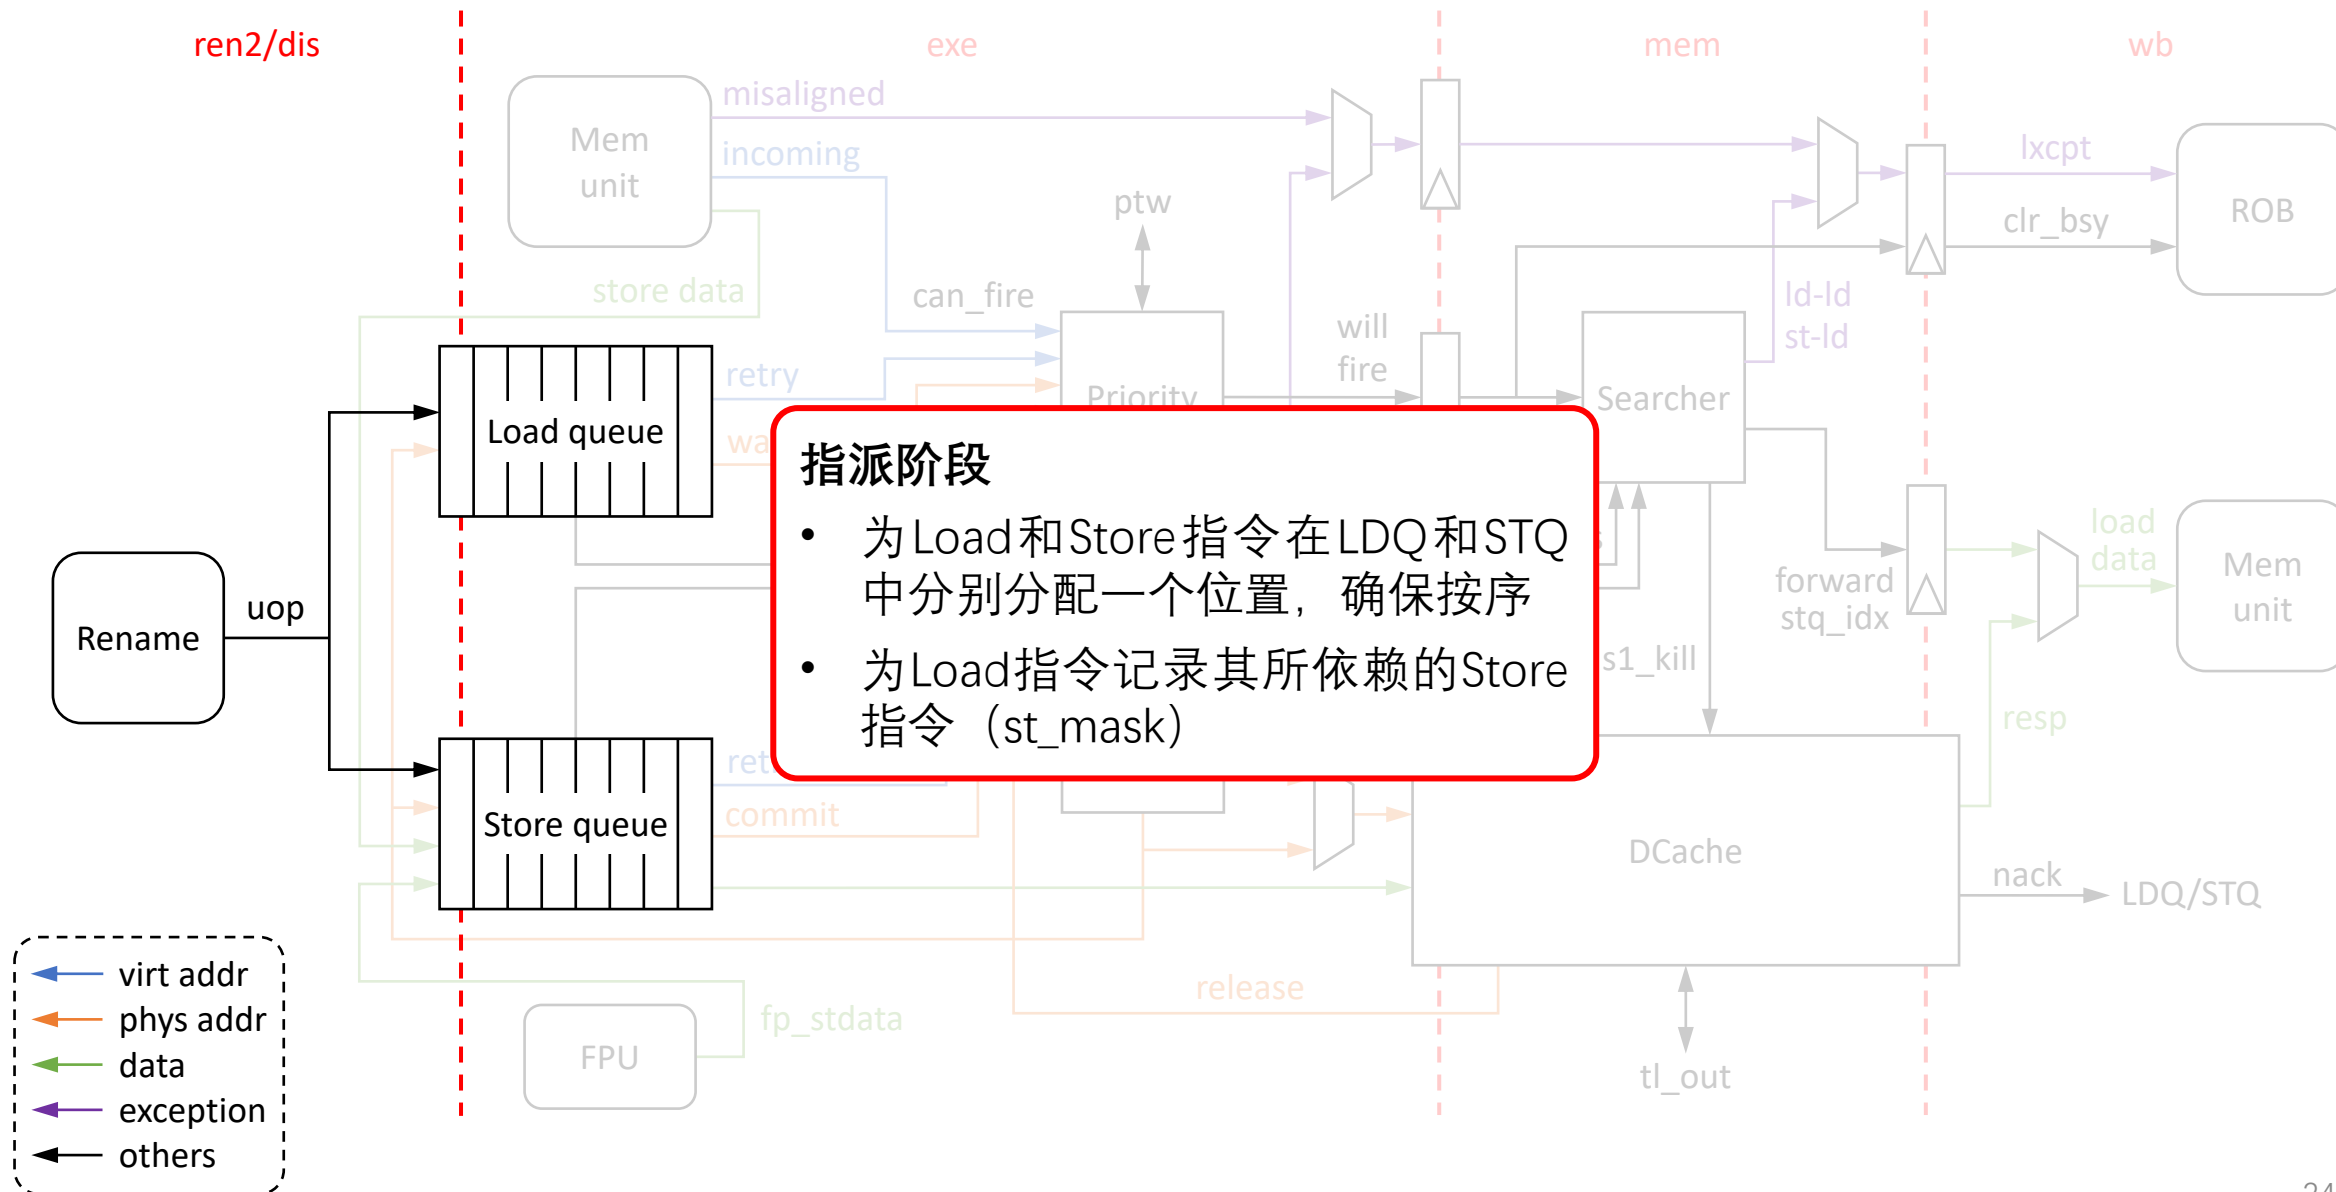 ren2/dis
exe
mem
wb
Mem
unit
misaligned
incoming
store data
ptw
can_fire
will
fire
Priority
retry
Load queue
Searcher
ld-ld
st-ld
lxcpt
clr_bsy
ROB
指派阶段
• 为Load和Store指令在LDQ和STQ
中分别分配一个位置，确保按序
• 为Load指令记录其所依赖的Store
指令（st_mask）
Rename
uop
s1_kill
forward
stq_idx
load
data
Mem
unit
resp
Store queue
commit
DCache
nack
LDQ/STQ
release
fp_stdata
FPU
tl_out
virt addr
phys addr
data
exception
others